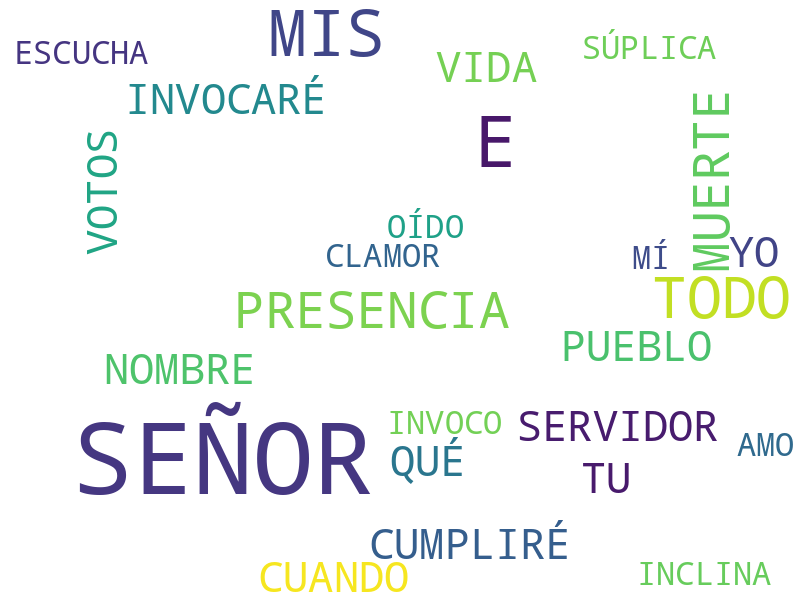 MIS
ESCUCHA
SÚPLICA
VIDA
INVOCARÉ
E
MUERTE
VOTOS
OÍDO
CLAMOR
MÍ
YO
TODO
PRESENCIA
PUEBLO
NOMBRE
SEÑOR
INVOCO
SERVIDOR
AMO
QUÉ
TU
CUMPLIRÉ
CUANDO
INCLINA